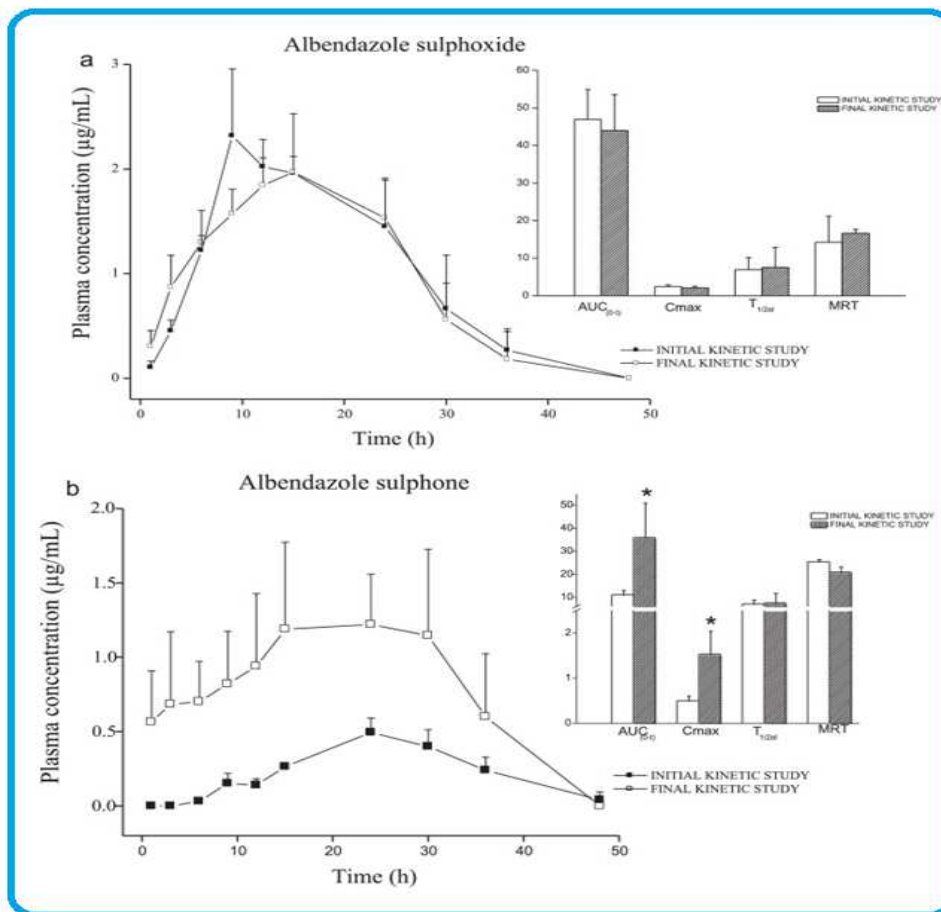 a
Albendazole sulphoxide
Plasma concentration (µg/mL)
3
2
1
0
0 10 20 30 40 50
Time (h)
INITIAL KINETIC STUDY
FINAL KINETIC STUDY
60
50
40
30
20
10
0
INITIAL KINETIC STUDY
FINAL KINETIC STUDY
AUC(0-t) Cmax T1/2el MRT
b
Albendazole sulphone
Plasma concentration (µg/mL)
2.0
1.5
1.0
0.5
0.0
0 10 20 30 40 50
Time (h)
INITIAL KINETIC STUDY
FINAL KINETIC STUDY
50
40
30
20
10
2
1
0
* *
INITIAL KINETIC STUDY
FINAL KINETIC STUDY
AUC(0-t) Cmax T1/2el MRT